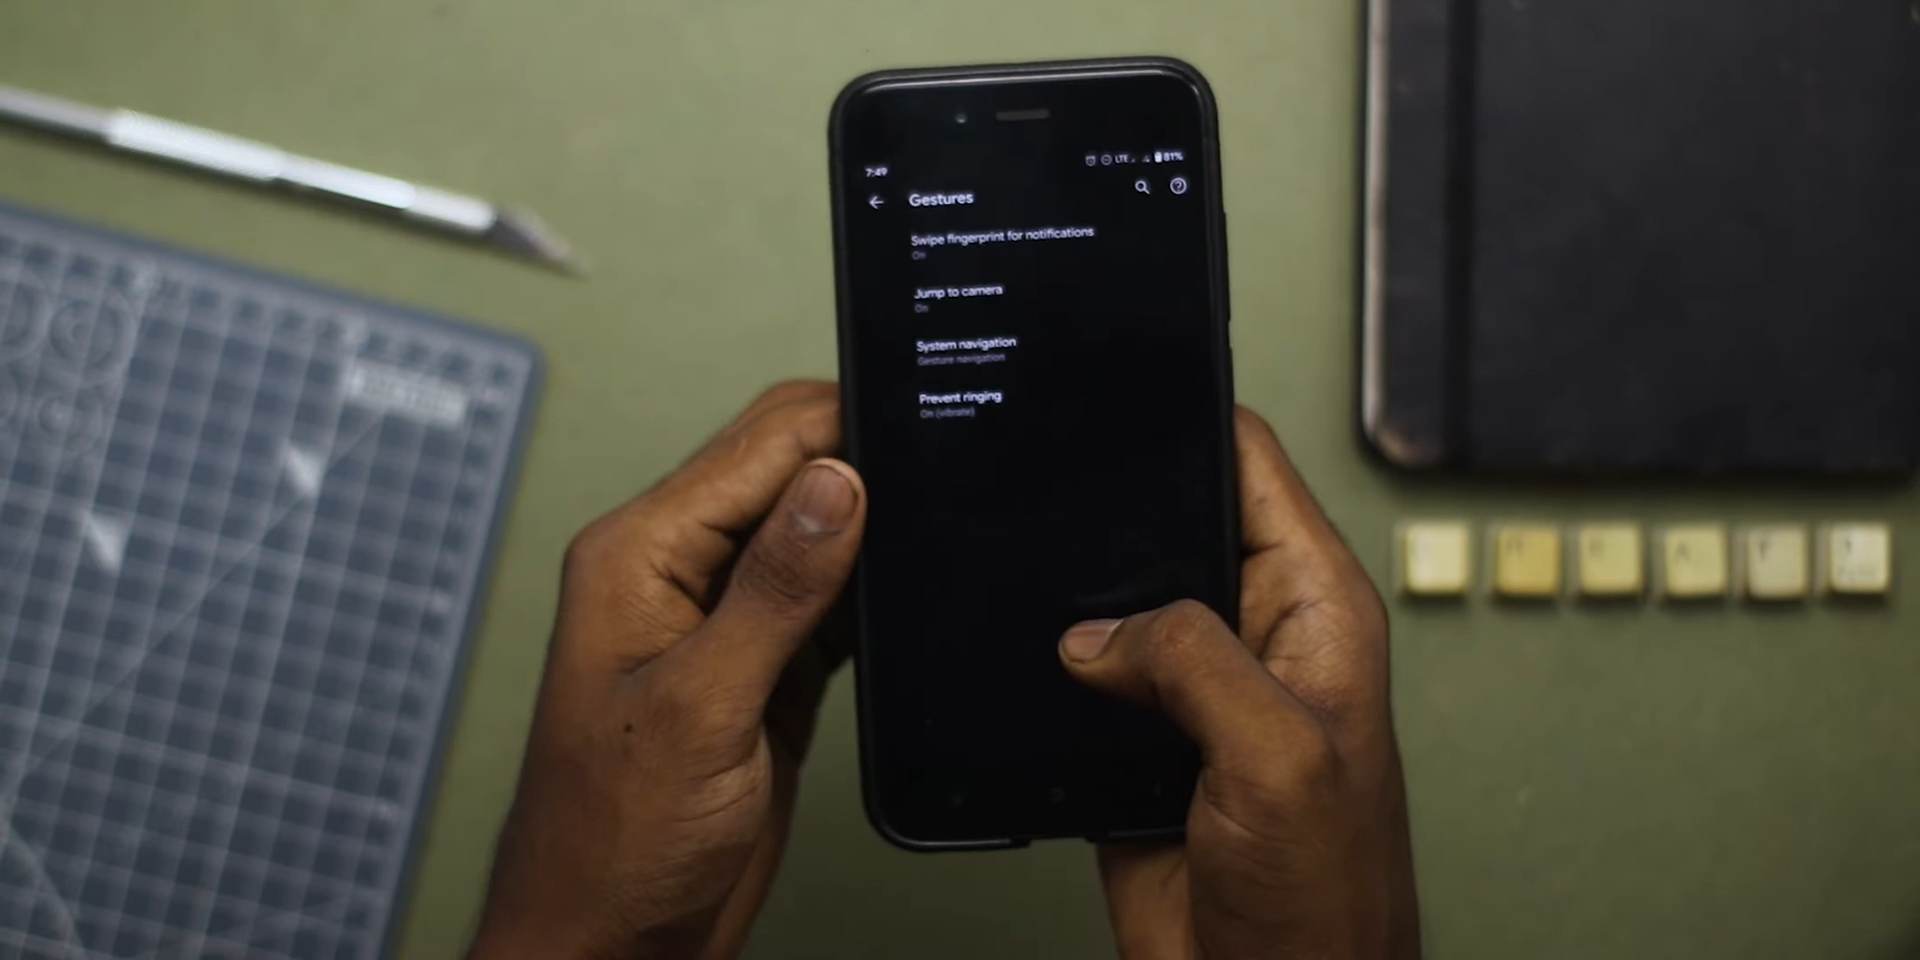 7:49 LTE 81%
Gestures
Swipe fingerprint for notifications
On
Jump to camera
On
System navigation
Gesture navigation
Prevent ringing
On (vibrate)